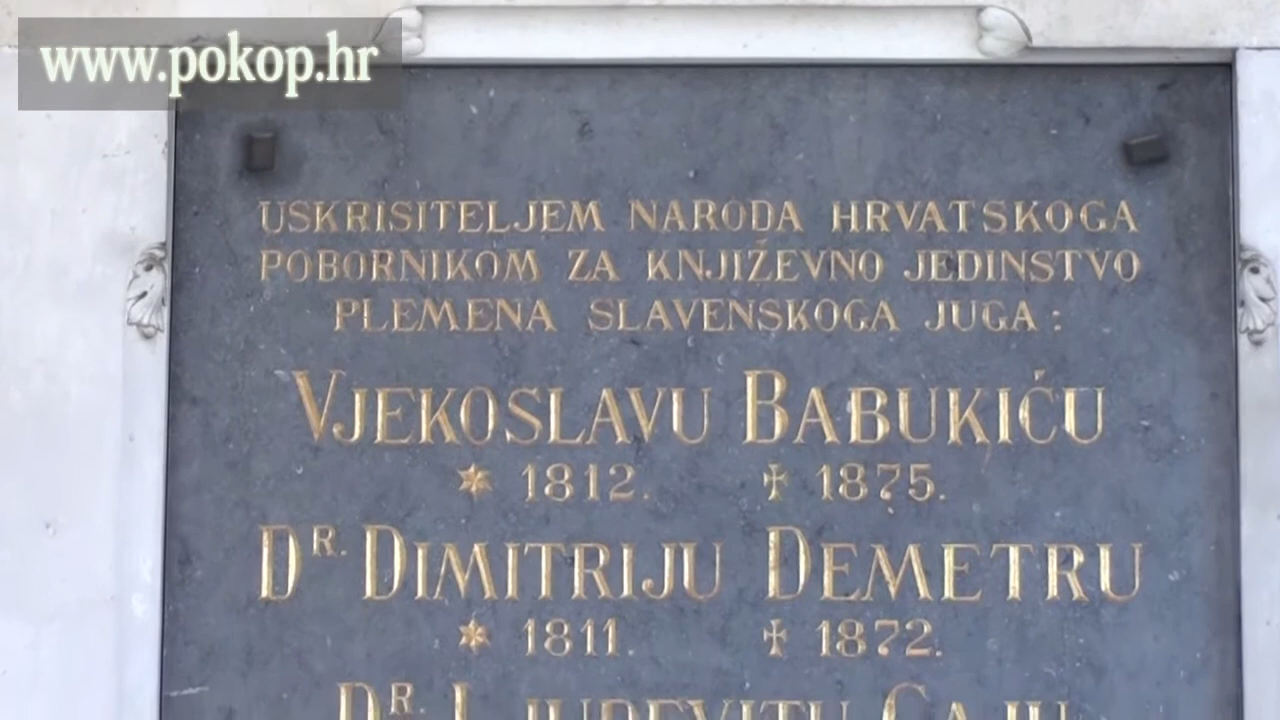 www.pokop.hr
USKRISITELJEM NARODA HRVATSKOGA
POBORNIKOM ZA KNJIŽEVNO JEDINSTVO
PLEMENA SLAVENSKOGA JUGA:
VJEKOSLAVU BABUKIĆU
* 1812. ✝ 1875.
DR. DIMITRIJU DEMETRU
* 1811. ✝ 1872.
DR. LJUDEVITU GAJU